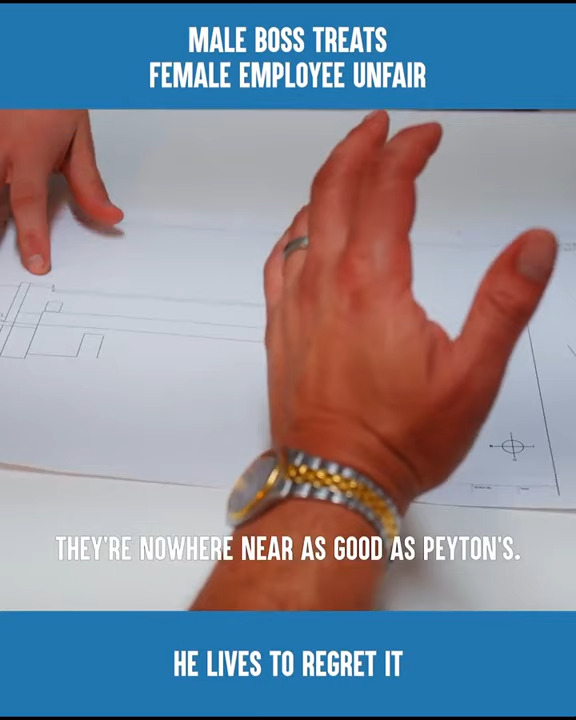 MALE BOSS TREATS
FEMALE EMPLOYEE UNFAIR
THEY'RE NOWHERE NEAR AS GOOD AS PEYTON'S.
HE LIVES TO REGRET IT